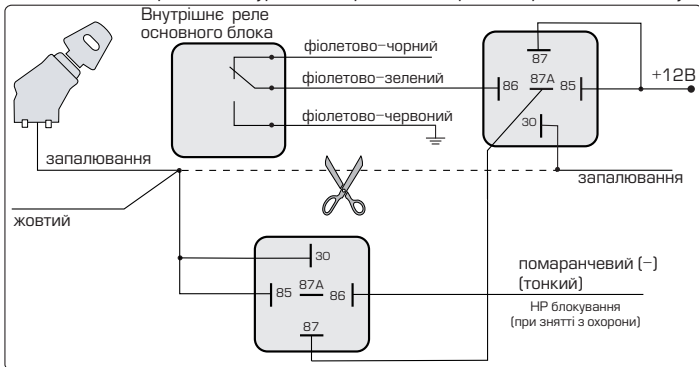 Внутрішнє реле
основного блока
фіолетово-чорний
фіолетово-зелений
фіолетово-червоний
87
87A
86
85
30
+12В
запалювання
запалювання
жовтий
30
87A
85
86
87
помаранчевий (-)
(тонкий)
НР блокування
(при знятті з охорони)